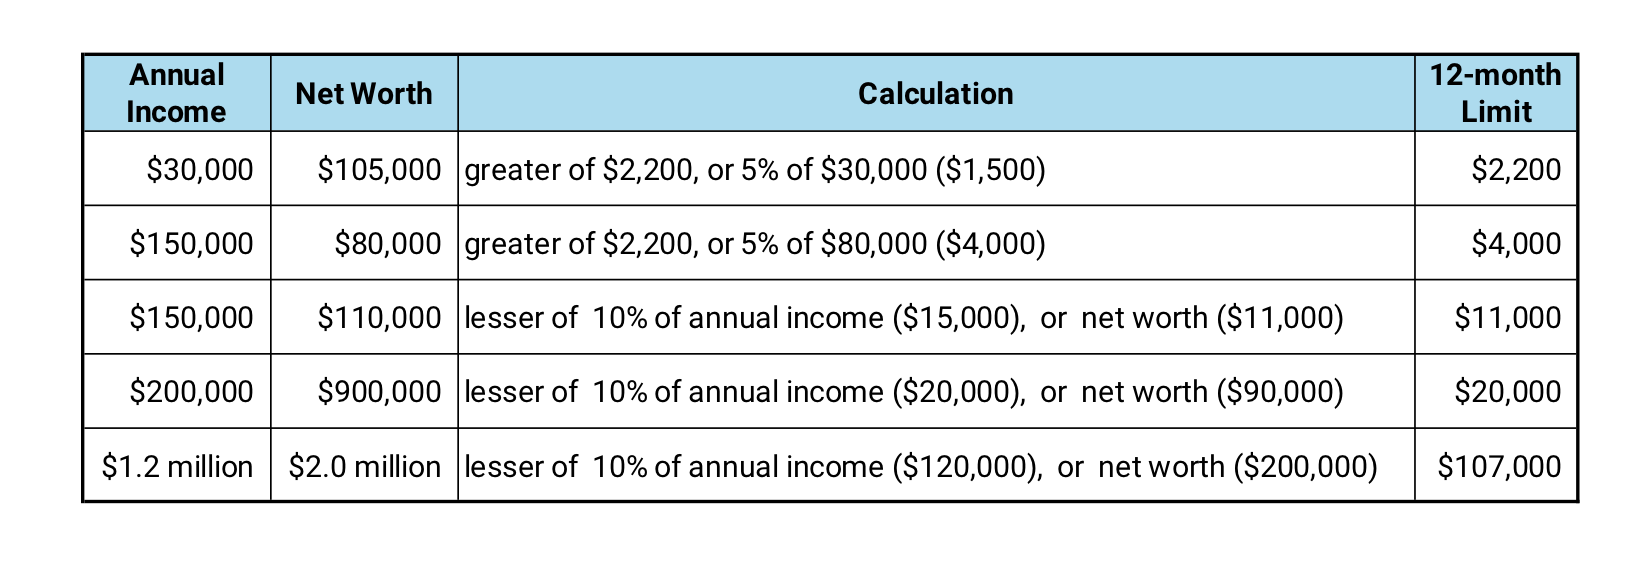 Annual Income Net Worth Calculation 12-month Limit
$30,000 $105,000 greater of $2,200, or 5% of $30,000 ($1,500) $2,200
$150,000 $80,000 greater of $2,200, or 5% of $80,000 ($4,000) $4,000
$150,000 $110,000 lesser of 10% of annual income ($15,000), or net worth ($11,000) $11,000
$200,000 $900,000 lesser of 10% of annual income ($20,000), or net worth ($90,000) $20,000
$1.2 million $2.0 million lesser of 10% of annual income ($120,000), or net worth ($200,000) $107,000